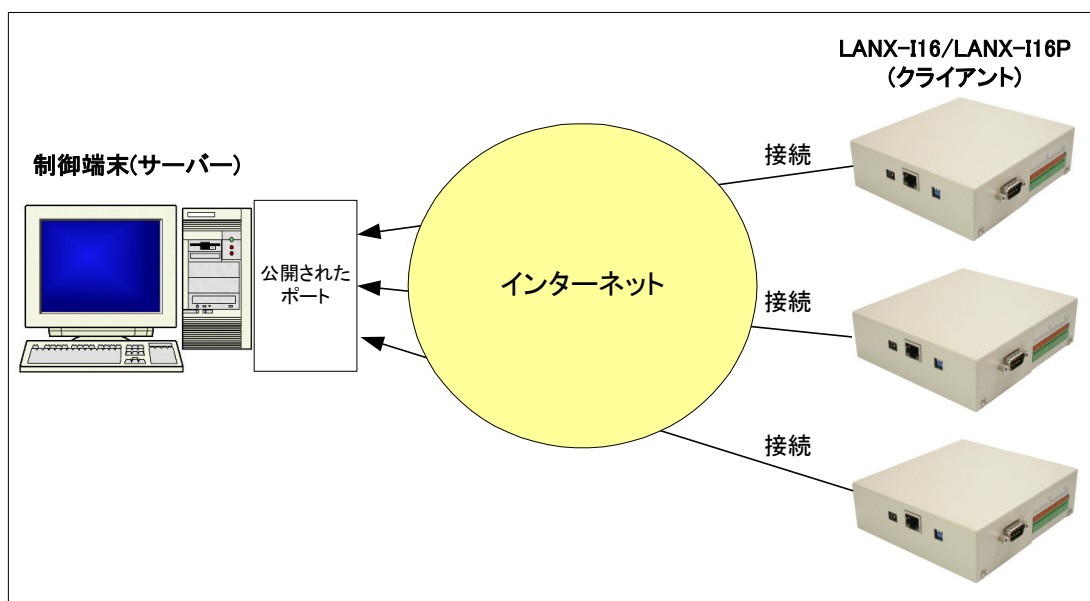 LANX-I16/LANX-I16P
(クライアント)
制御端末(サーバー)
公開された
ポート
インターネット
接続
接続
接続